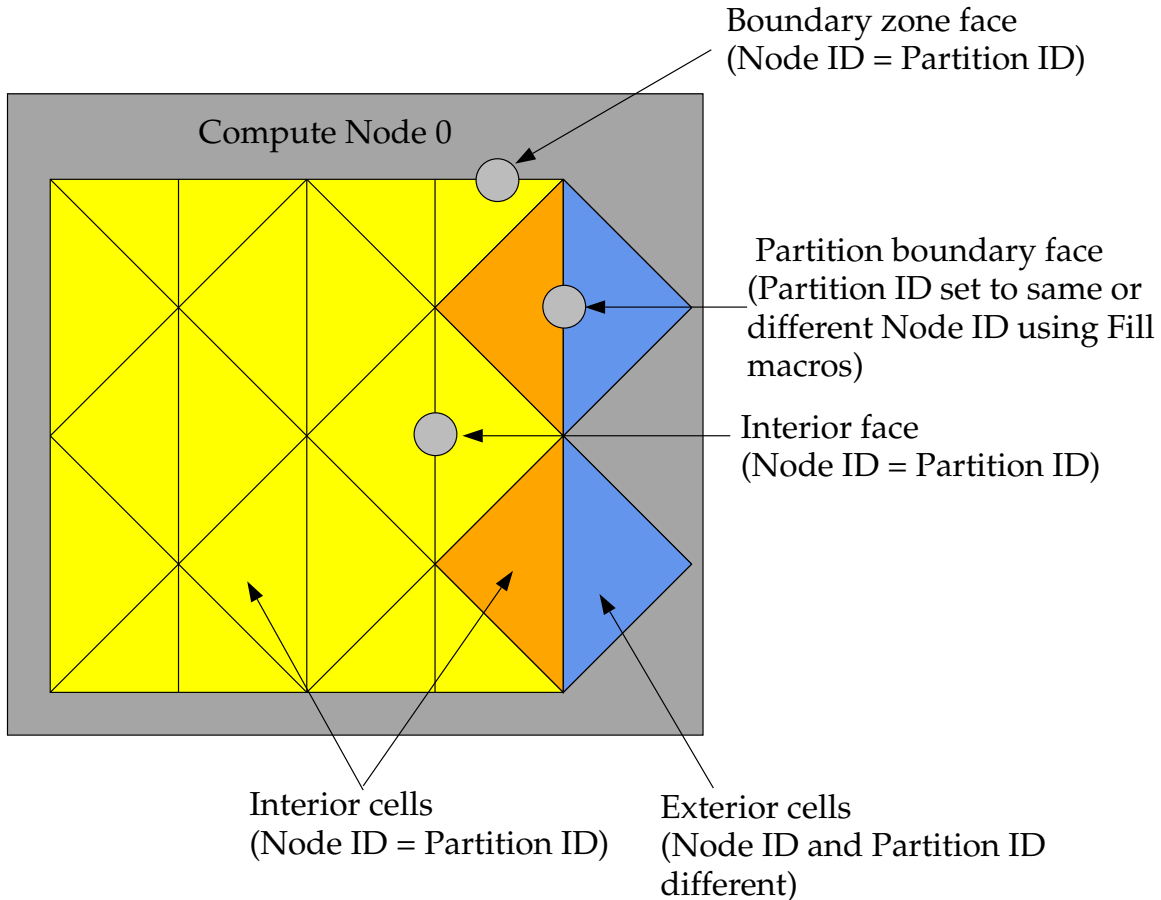 Boundary zone face
(Node ID = Partition ID)
Compute Node 0
Partition boundary face
(Partition ID set to same or
different Node ID using Fill
macros)
Interior face
(Node ID = Partition ID)
Interior cells
(Node ID = Partition ID)
Exterior cells
(Node ID and Partition ID
different)